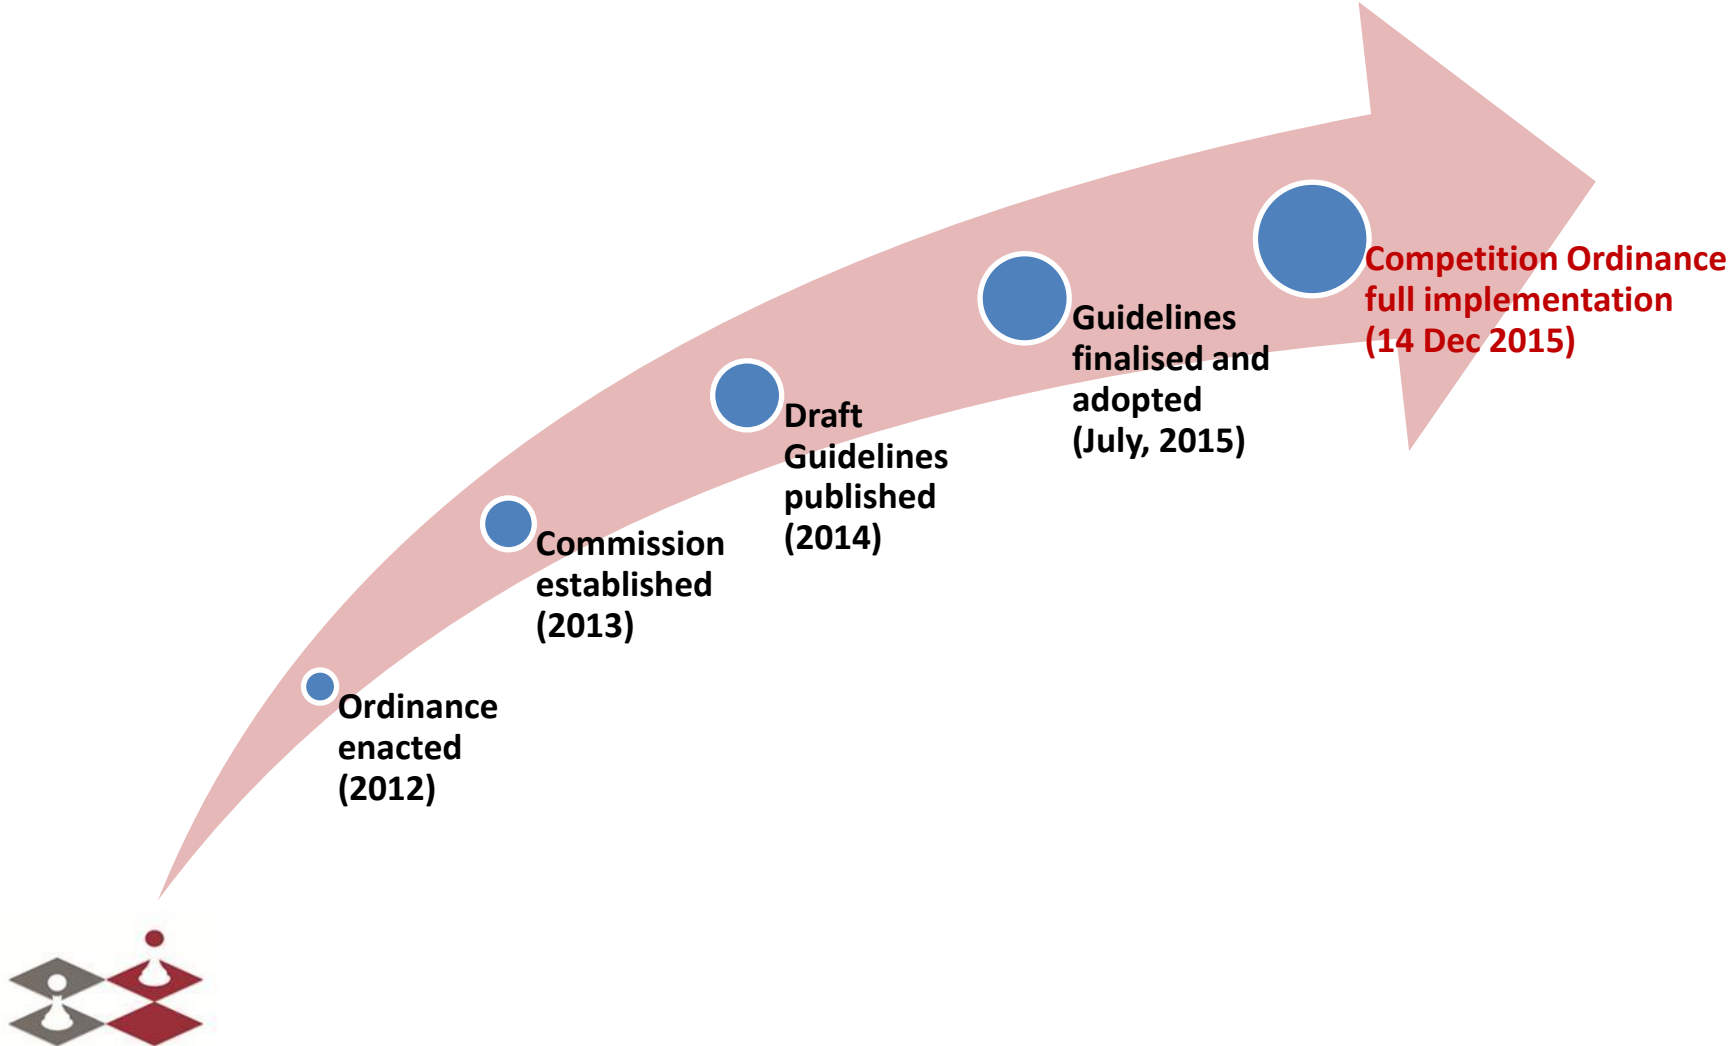 Ordinance
enacted
(2012)
Commission
established
(2013)
Draft
Guidelines
published
(2014)
Guidelines
finalised and
adopted
(July, 2015)
Competition Ordinance
full implementation
(14 Dec 2015)